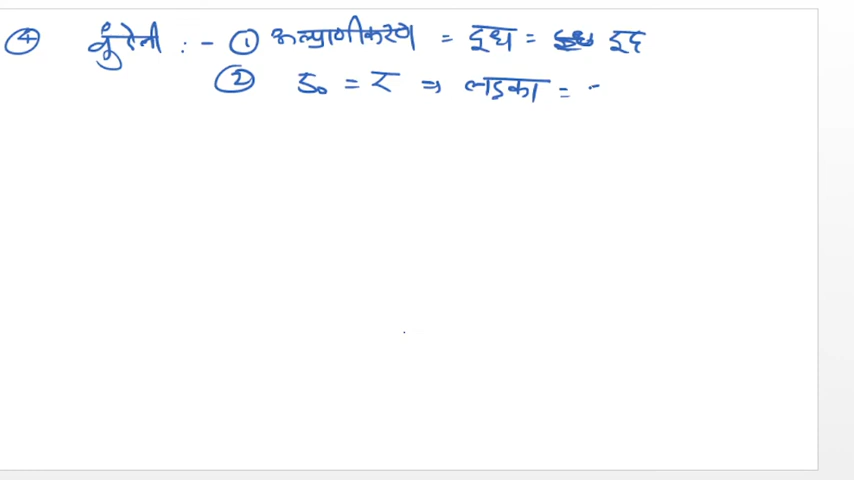 ④ बुंदेली :- ① अल्पप्राणीकरण = दूध = दूद
② ड़ = र ⇒ लड़का =